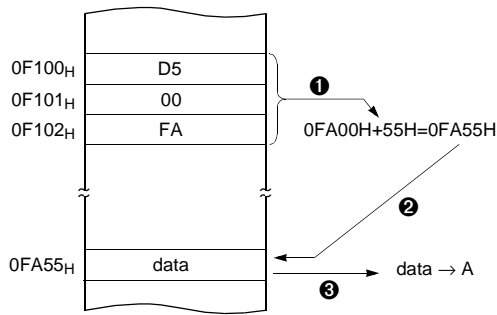 0F100H D5
❶
0F101H 00
0F102H FA 0FA00H+55H=0FA55H
❷
0FA55H data data → A
❸